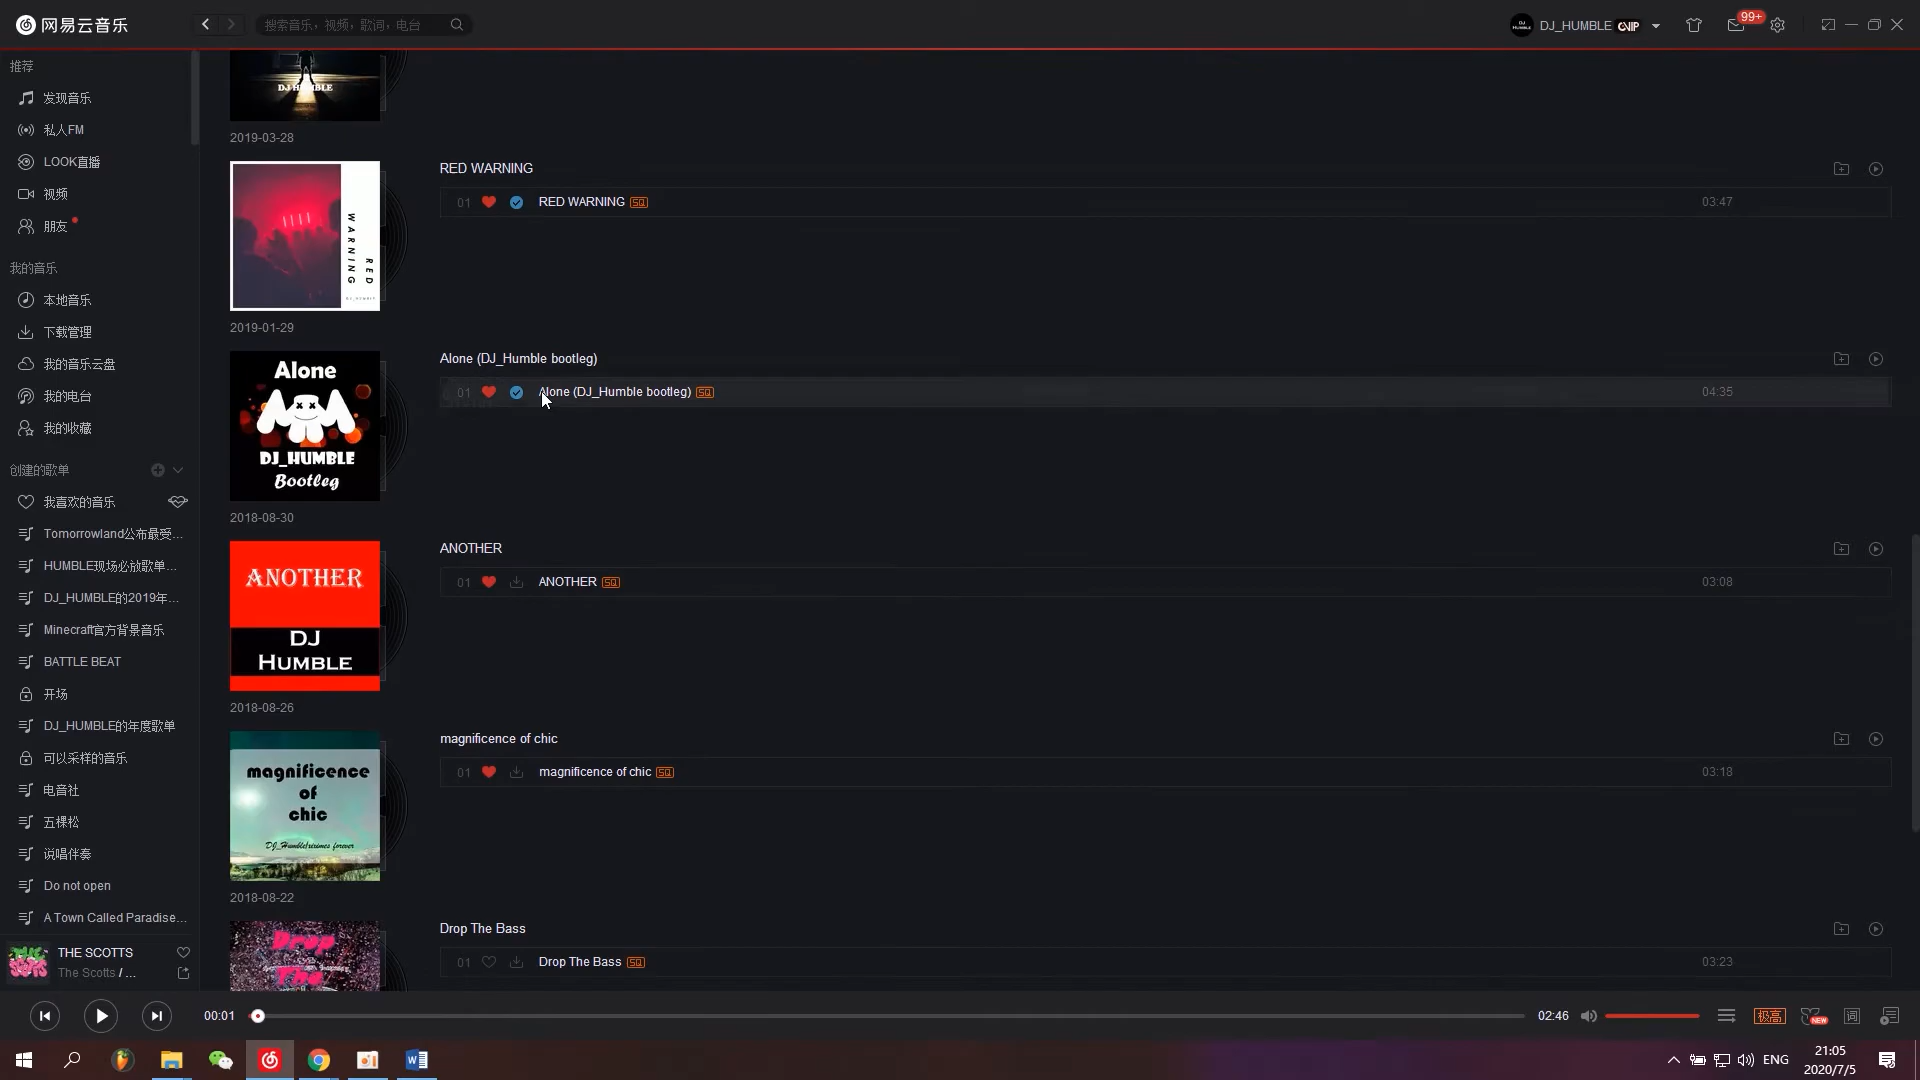 网易云音乐
搜索音乐，视频，歌词，电台
DJ_HUMBLE VIP
99+
推荐
发现音乐
私人FM
LOOK直播
视频
朋友
我的音乐
本地音乐
下载管理
我的音乐云盘
我的电台
我的收藏
创建的歌单
我喜欢的音乐
Tomorrowland公布最受...
HUMBLE现场必放歌单...
DJ_HUMBLE的2019年...
Minecraft官方背景音乐
BATTLE BEAT
开场
DJ_HUMBLE的年度歌单
可以采样的音乐
电音社
五棵松
说唱伴奏
Do not open
A Town Called Paradise...
THE SCOTTS
The Scotts / ...
DJ HUMBLE
2019-03-28
RED WARNING
01 RED WARNING SQ 03:47
WARNING
RED
2019-01-29
Alone (DJ_Humble bootleg)
01 Alone (DJ_Humble bootleg) SQ 04:35
Alone
DJ_HUMBLE
Bootleg
2018-08-30
ANOTHER
01 ANOTHER SQ 03:08
ANOTHER
DJ
HUMBLE
2018-08-26
magnificence of chic
01 magnificence of chic SQ 03:18
magnificence
of
chic
2018-08-22
Drop The Bass
01 Drop The Bass SQ 03:23
Drop
The
00:01
02:46
极高
NEW
词
ENG
21:05
2020/7/5